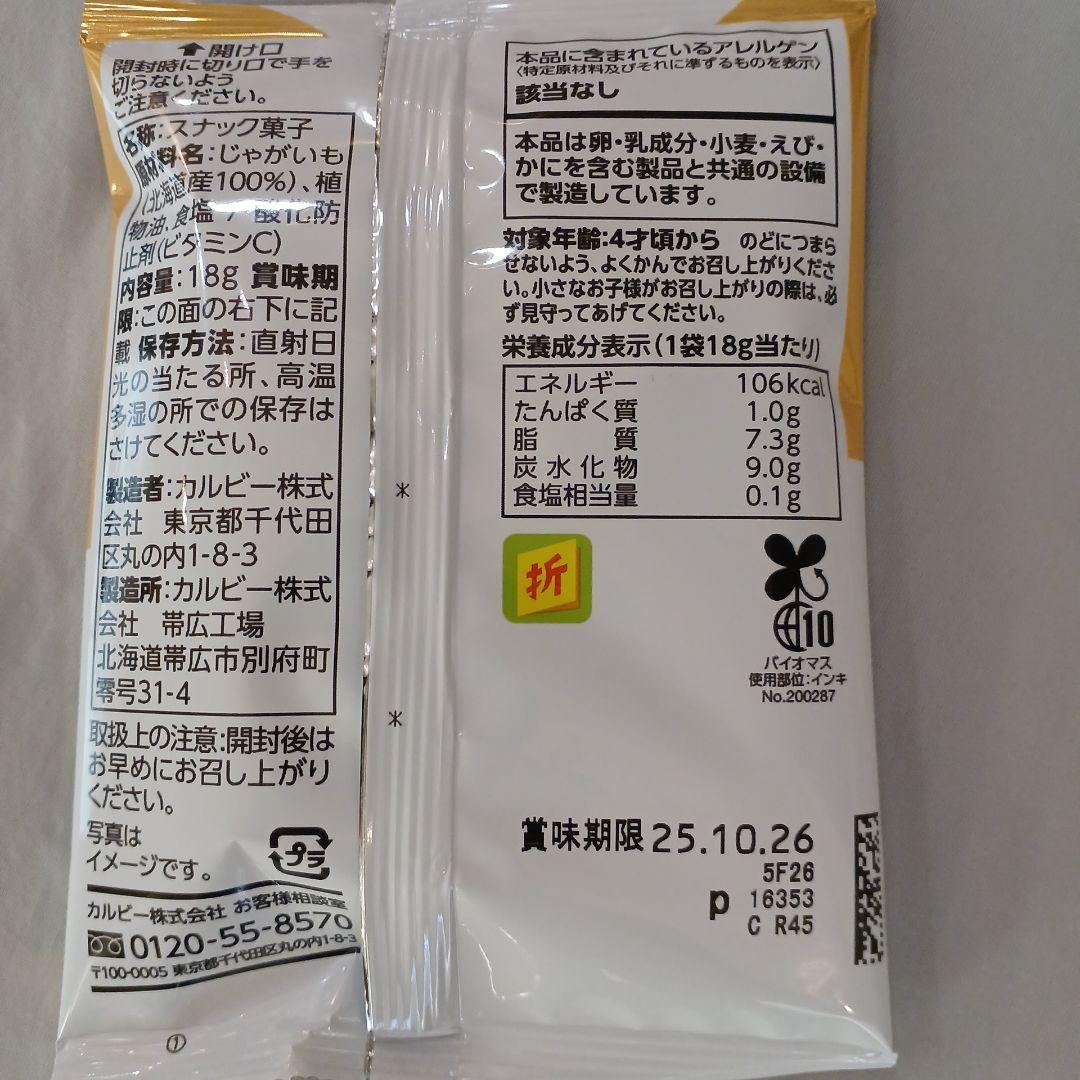 開け口
開封時に切り口で手を
切らないよう
ご注意ください。
名称:スナック菓子
原材料名:じゃがいも
(北海道産100%)、植
物油、食塩 / 酸化防
止剤(ビタミンC)
内容量:18g 賞味期
限:この面の右下に記
載 保存方法:直射日
光の当たる所、高温
多湿の所での保存は
さけてください。
製造者:カルビー株式
会社 東京都千代田
区丸の内1-8-3
製造所:カルビー株式
会社 帯広工場
北海道帯広市別府町
零号31-4
取扱上の注意:開封後は
お早めにお召し上がり
ください。
写真は
イメージです。
プラ
カルビー株式会社 お客様相談室
0120-55-8570
〒100-0005 東京都千代田区丸の内1-8-3
①
*
*
本品に含まれているアレルゲン
〈特定原材料及びそれに準ずるものを表示〉
該当なし
本品は卵・乳成分・小麦・えび・
かにを含む製品と共通の設備
で製造しています。
対象年齢:4才頃から のどにつまら
せないよう、よくかんでお召し上がりくださ
い。小さなお子様がお召し上がりの際は、必
ず見守ってあげてください。
栄養成分表示(1袋18g当たり)
エネルギー 106kcal
たんぱく質 1.0g
脂質 7.3g
炭水化物 9.0g
食塩相当量 0.1g
折
10
バイオマス
使用部位:インキ
No.200287
賞味期限 25.10.26
5F26
p 16353
C R45